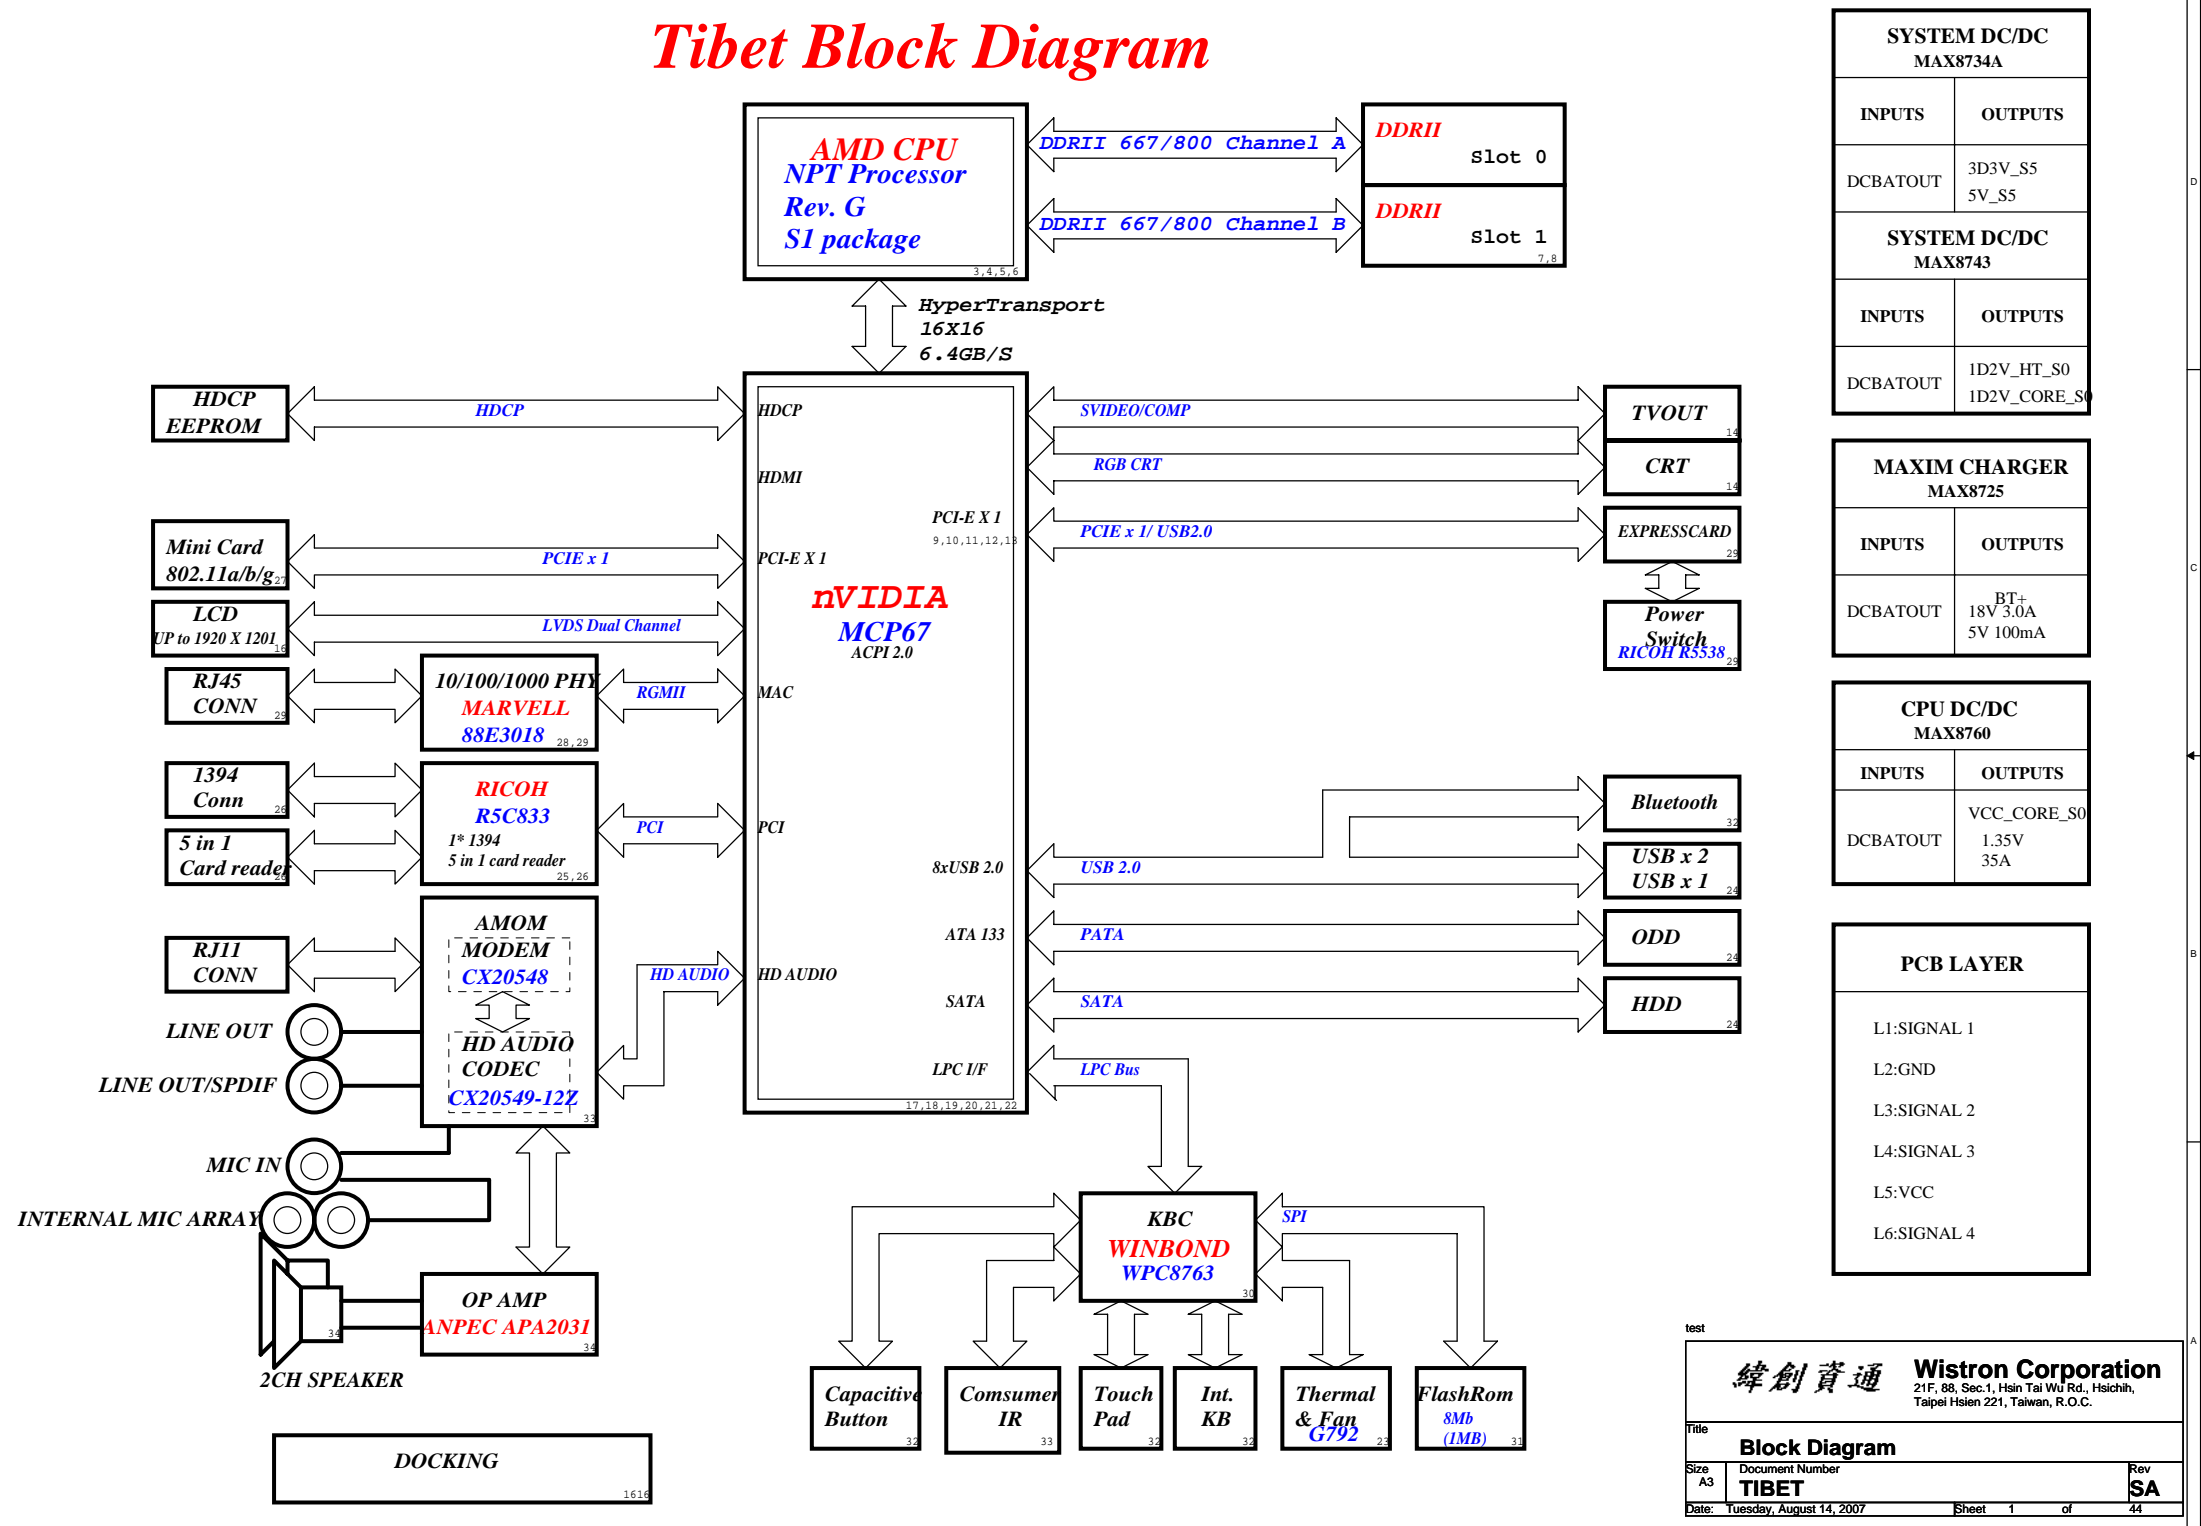 Tibet Block Diagram
AMD CPU
NPT Processor
Rev. G
S1 package
3,4,5,6
DDRII 667/800 Channel A
DDRII 667/800 Channel B
DDRII
Slot 0
DDRII
Slot 1
7,8
HyperTransport
16X16
6.4GB/S
HDCP
EEPROM
HDCP
HDCP
HDMI
Mini Card
802.11a/b/g
27
PCIE x 1
PCI-E X 1
LCD
UP to 1920 X 1201
16
LVDS Dual Channel
RJ45
CONN
29
10/100/1000 PHY
MARVELL
88E3018
28,29
RGMII
MAC
1394
Conn
26
5 in 1
Card reader
26
RICOH
R5C833
1* 1394
5 in 1 card reader
25,26
PCI
PCI
RJ11
CONN
AMOM
MODEM
CX20548
HD AUDIO
CODEC
CX20549-12Z
33
HD AUDIO
HD AUDIO
LINE OUT
LINE OUT/SPDIF
MIC IN
INTERNAL MIC ARRAY
34
2CH SPEAKER
OP AMP
ANPEC APA2031
34
DOCKING
1616
nVIDIA
MCP67
ACPI 2.0
PCI-E X 1
9,10,11,12,13
8xUSB 2.0
ATA 133
SATA
LPC I/F
17,18,19,20,21,22
SVIDEO/COMP
TVOUT
14
RGB CRT
CRT
14
PCIE x 1/ USB2.0
EXPRESSCARD
29
Power
Switch
RICOH R5538
29
Bluetooth
32
USB 2.0
USB x 2
USB x 1
24
PATA
ODD
24
SATA
HDD
24
LPC Bus
KBC
WINBOND
WPC8763
30
SPI
Capacitive
Button
32
Comsumer
IR
33
Touch
Pad
32
Int.
KB
32
Thermal
& Fan
G792
23
FlashRom
8Mb
(1MB)
31
SYSTEM DC/DC
MAX8734A
INPUTS OUTPUTS
DCBATOUT
3D3V_S5
5V_S5
SYSTEM DC/DC
MAX8743
INPUTS OUTPUTS
DCBATOUT
1D2V_HT_S0
1D2V_CORE_S0
MAXIM CHARGER
MAX8725
INPUTS OUTPUTS
DCBATOUT
BT+
18V 3.0A
5V 100mA
CPU DC/DC
MAX8760
INPUTS OUTPUTS
DCBATOUT
VCC_CORE_S0
1.35V
35A
PCB LAYER
L1:SIGNAL 1
L2:GND
L3:SIGNAL 2
L4:SIGNAL 3
L5:VCC
L6:SIGNAL 4
D
C
B
A
test
緯創資通 Wistron Corporation
21F, 88, Sec.1, Hsin Tai Wu Rd., Hsichih,
Taipei Hsien 221, Taiwan, R.O.C.
Title
Block Diagram
Size Document Number Rev
A3 TIBET SA
Date: Tuesday, August 14, 2007 Sheet 1 of 44